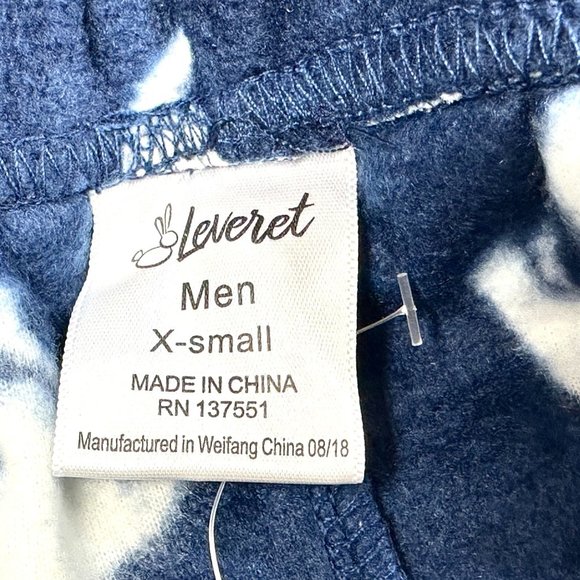 Leveret
Men
X-small
MADE IN CHINA
RN 137551
Manufactured in Weifang China 08/18